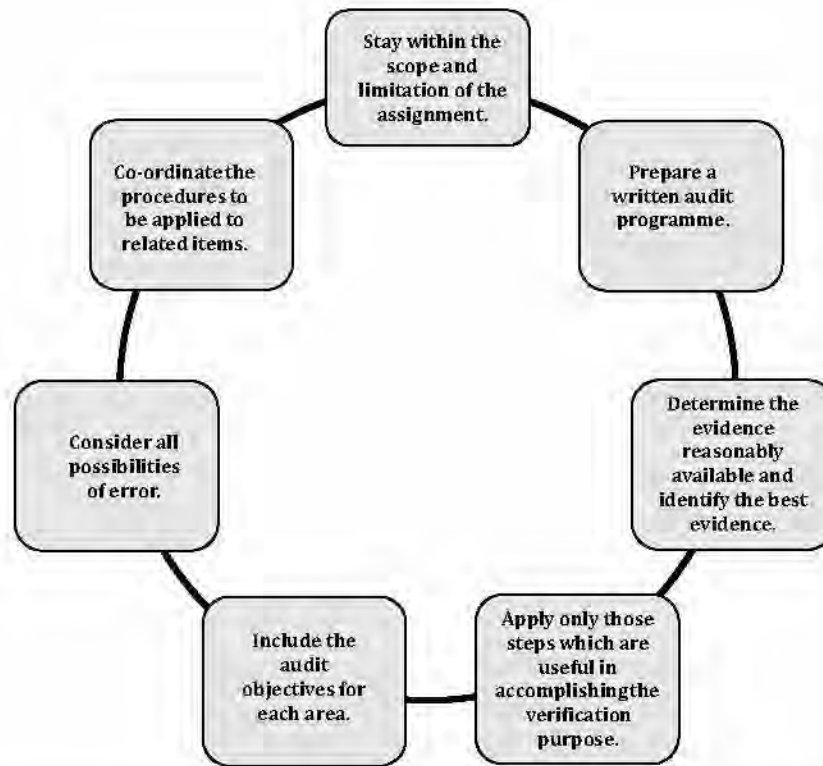 Stay within the
scope and
limitation of the
assignment.
Prepare a
written audit
programme.
Determine the
evidence
reasonably
available and
identify the best
evidence.
Apply only those
steps which are
useful in
accomplishing the
verification
purpose.
Include the
audit
objectives for
each area.
Consider all
possibilities
of error.
Co-ordinate the
procedures to
be applied to
related items.